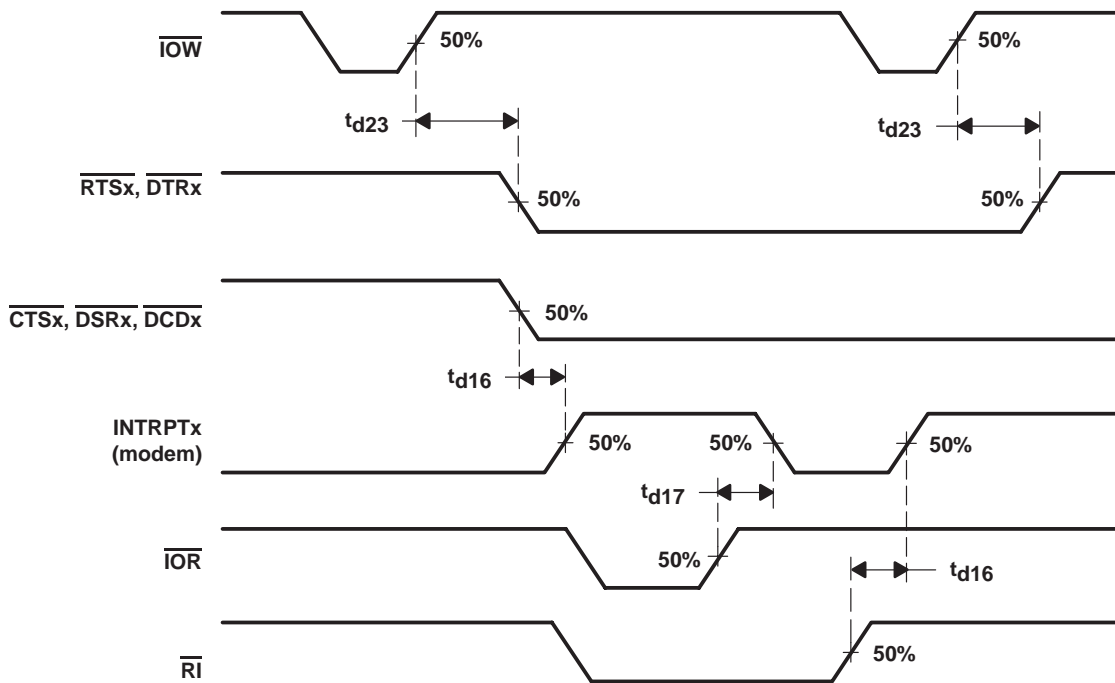 IOW
50%
50%
td23
td23
RTSx, DTRx
50%
50%
CTSx, DSRx, DCDx
50%
td16
INTRPTx
(modem)
50%
50%
50%
td17
IOR
50%
td16
RI
50%